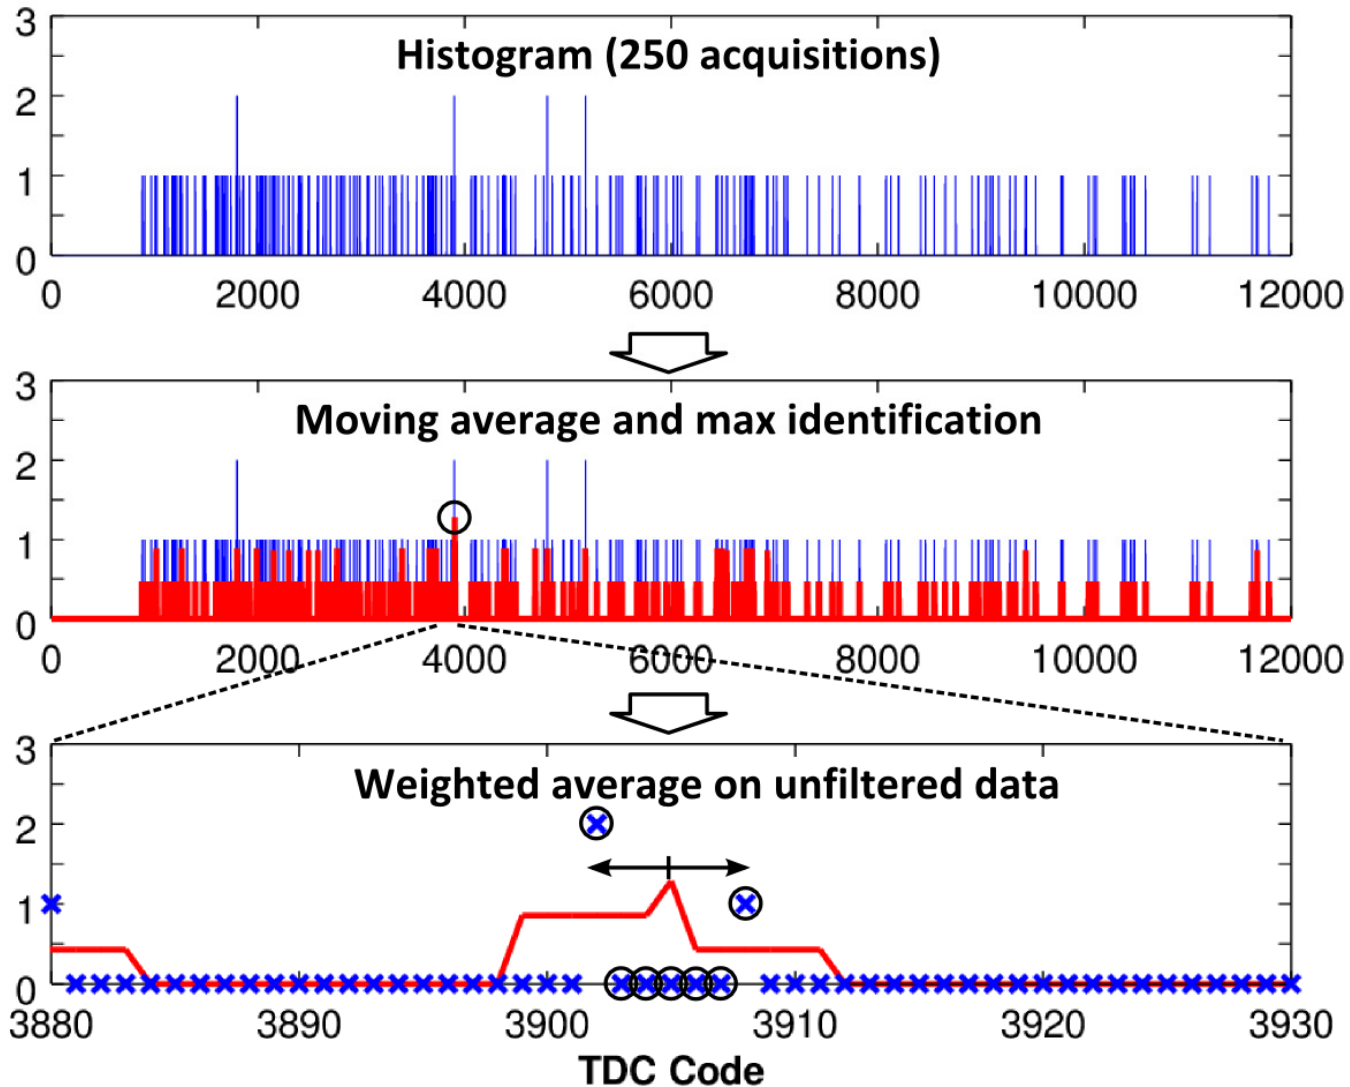 3
Histogram (250 acquisitions)
2
1
0
0 2000 4000 6000 8000 10000 12000
3
Moving average and max identification
2
1
0
0 2000 4000 6000 8000 10000 12000
3
Weighted average on unfiltered data
2
1
0
3880 3890 3900 3910 3920 3930
TDC Code